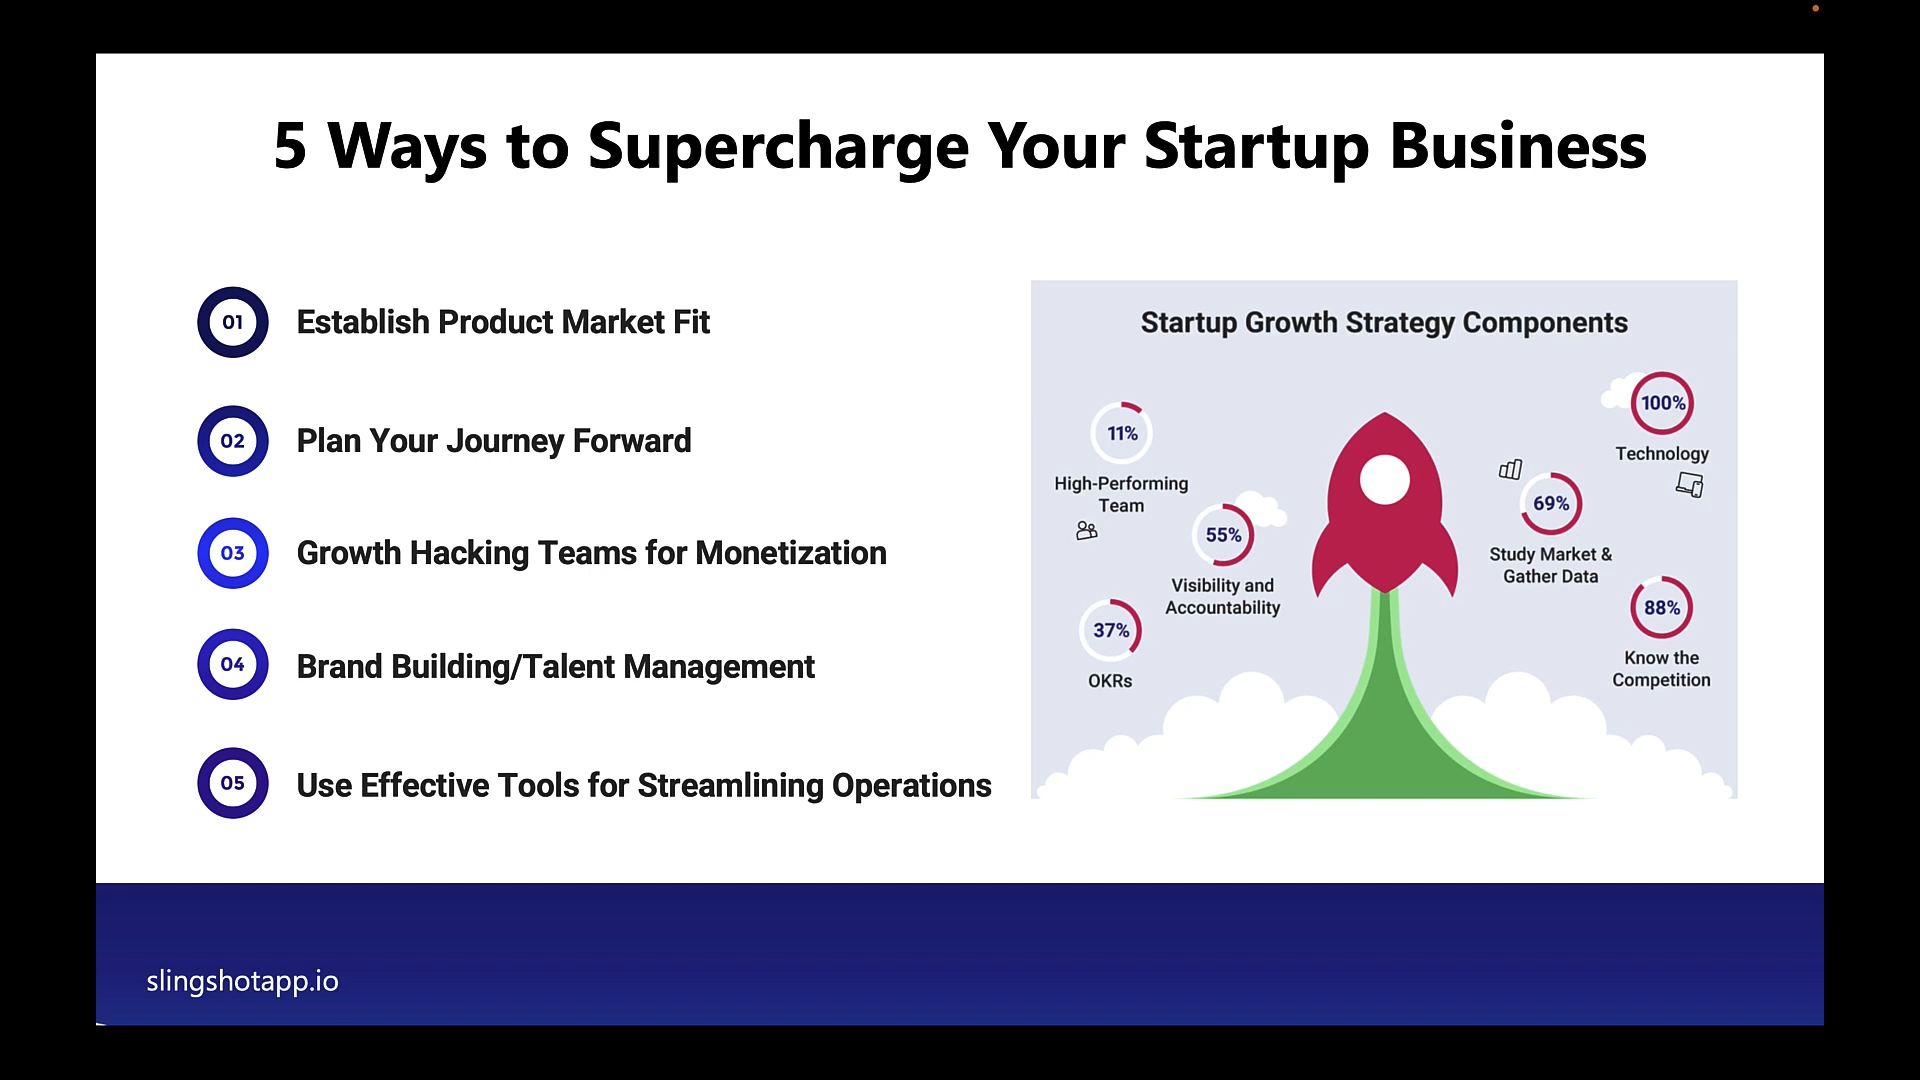 5 Ways to Supercharge Your Startup Business
01 Establish Product Market Fit
02 Plan Your Journey Forward
03 Growth Hacking Teams for Monetization
04 Brand Building/Talent Management
05 Use Effective Tools for Streamlining Operations
Startup Growth Strategy Components
11%
High-Performing
Team
55%
Visibility and
Accountability
37%
OKRs
100%
Technology
69%
Study Market &
Gather Data
88%
Know the
Competition
slingshotapp.io